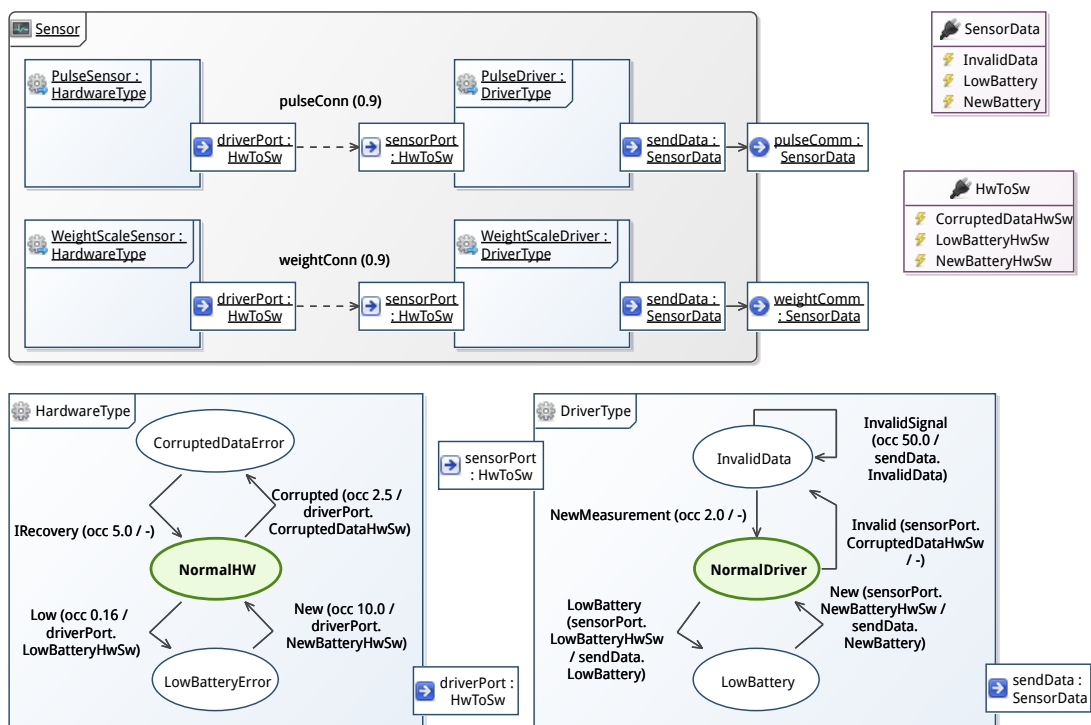 Sensor
PulseSensor :
HardwareType
pulseConn (0.9)
PulseDriver :
DriverType
driverPort :
HwToSw
sensorPort
: HwToSw
sendData :
SensorData
pulseComm :
SensorData
WeightScaleSensor :
HardwareType
weightConn (0.9)
WeightScaleDriver :
DriverType
driverPort :
HwToSw
sensorPort
: HwToSw
sendData :
SensorData
weightComm
: SensorData
SensorData
InvalidData
LowBattery
NewBattery
HwToSw
CorruptedDataHwSw
LowBatteryHwSw
NewBatteryHwSw
HardwareType
CorruptedDataError
IRecovery (occ 5.0 / -)
Corrupted (occ 2.5 /
driverPort.
CorruptedDataHwSw)
NormalHW
Low (occ 0.16 /
driverPort.
LowBatteryHwSw)
New (occ 10.0 /
driverPort.
NewBatteryHwSw)
LowBatteryError
driverPort :
HwToSw
DriverType
sensorPort
: HwToSw
InvalidData
InvalidSignal
(occ 50.0 /
sendData.
InvalidData)
NewMeasurement (occ 2.0 / -)
Invalid (sensorPort.
CorruptedDataHwSw
/ -)
NormalDriver
LowBattery
(sensorPort.
LowBatteryHwSw
/ sendData.
LowBattery)
New (sensorPort.
NewBatteryHwSw /
sendData.
NewBattery)
LowBattery
sendData :
SensorData